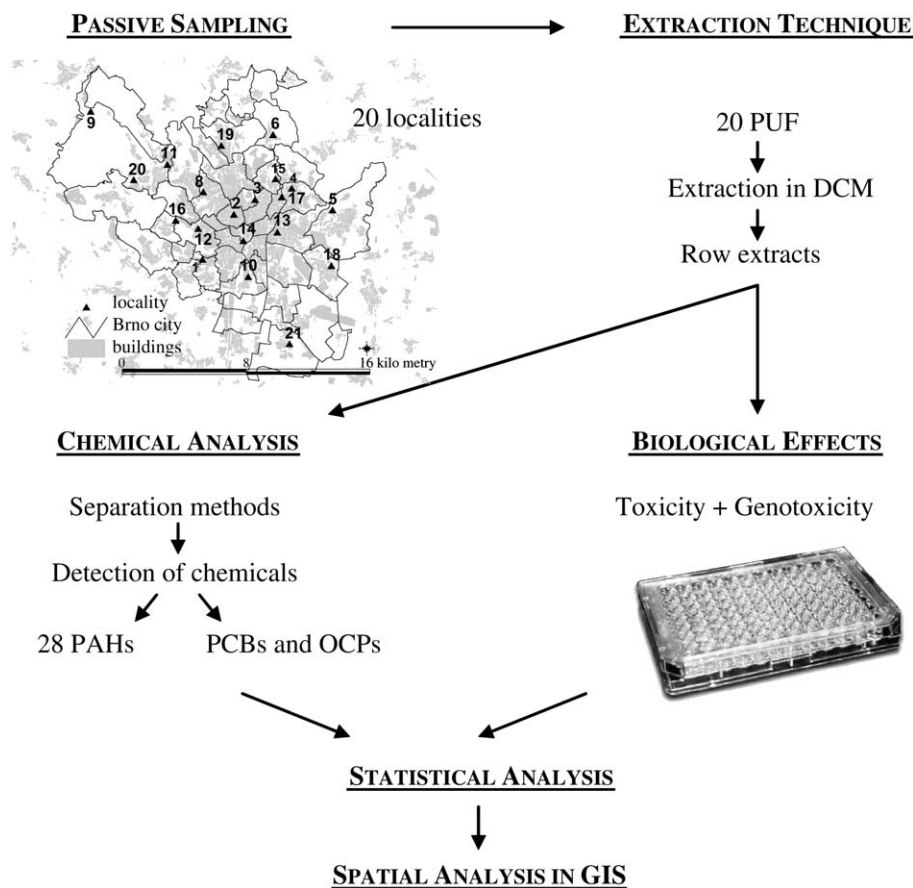 PASSIVE SAMPLING
EXTRACTION TECHNIQUE
20 localities
9
19
6
11
20
15
4
8
3
17
5
2
16
13
14
12
1
10
18
21
locality
Brno city
buildings
0
8
16 kilo metry
20 PUF
Extraction in DCM
Row extracts
CHEMICAL ANALYSIS
BIOLOGICAL EFFECTS
Separation methods
Detection of chemicals
28 PAHs
PCBs and OCPs
Toxicity + Genotoxicity
STATISTICAL ANALYSIS
SPATIAL ANALYSIS IN GIS